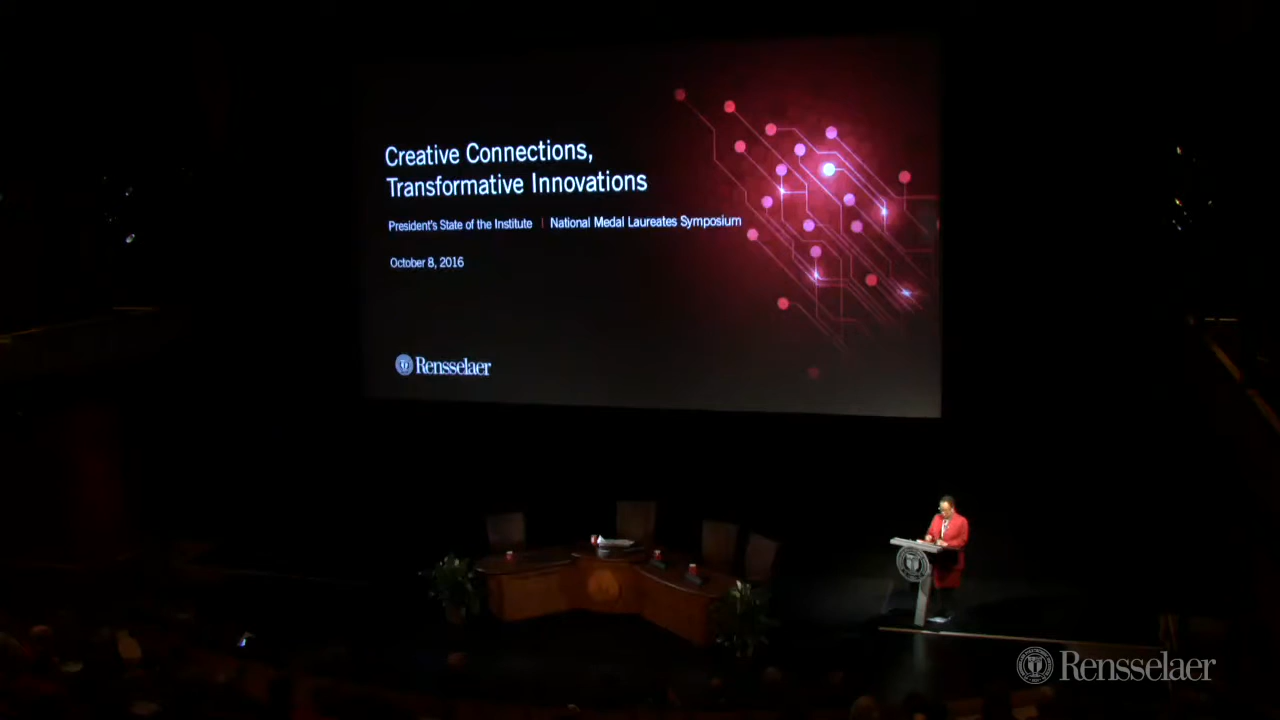 Creative Connections,
Transformative Innovations
President's State of the Institute | National Medal Laureates Symposium
October 8, 2016
Rensselaer
Rensselaer